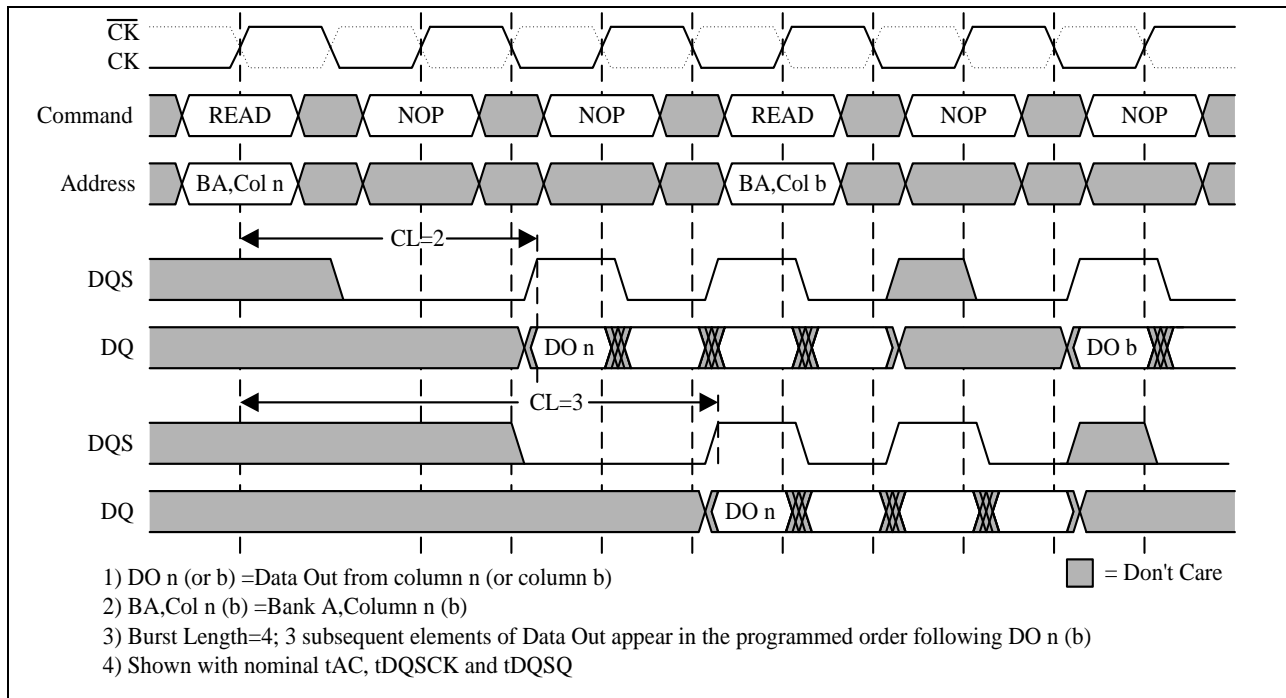 CK
CK
Command READ NOP NOP READ NOP NOP
Address BA,Col n BA,Col b
CL=2
DQS
DQ DO n DO b
CL=3
DQS
DQ DO n
1) DO n (or b) =Data Out from column n (or column b)
= Don't Care
2) BA,Col n (b) =Bank A,Column n (b)
3) Burst Length=4; 3 subsequent elements of Data Out appear in the programmed order following DO n (b)
4) Shown with nominal tAC, tDQSCK and tDQSQ